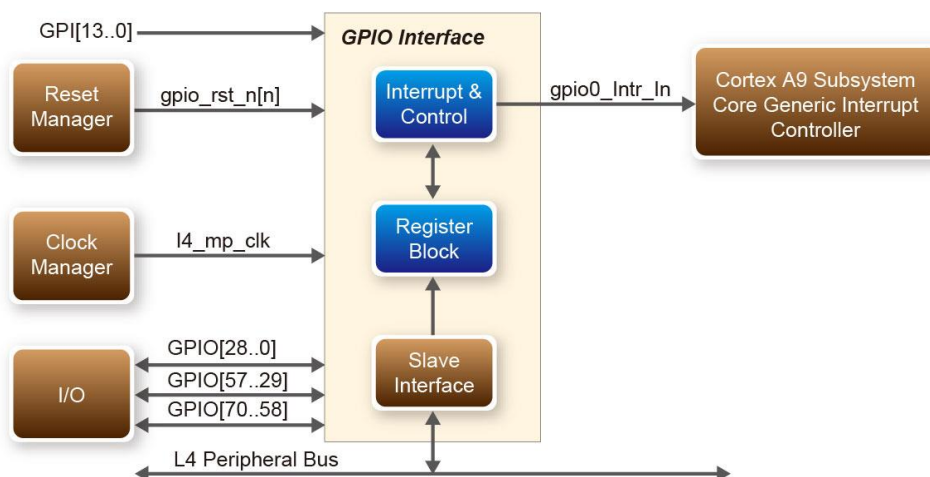 GPI[13..0]
GPIO Interface
Reset
Manager
gpio_rst_n[n]
Interrupt &
Control
gpio0_Intr_In
Cortex A9 Subsystem
Core Generic Interrupt
Controller
Clock
Manager
l4_mp_clk
Register
Block
I/O
GPIO[28..0]
GPIO[57..29]
GPIO[70..58]
Slave
Interface
L4 Peripheral Bus